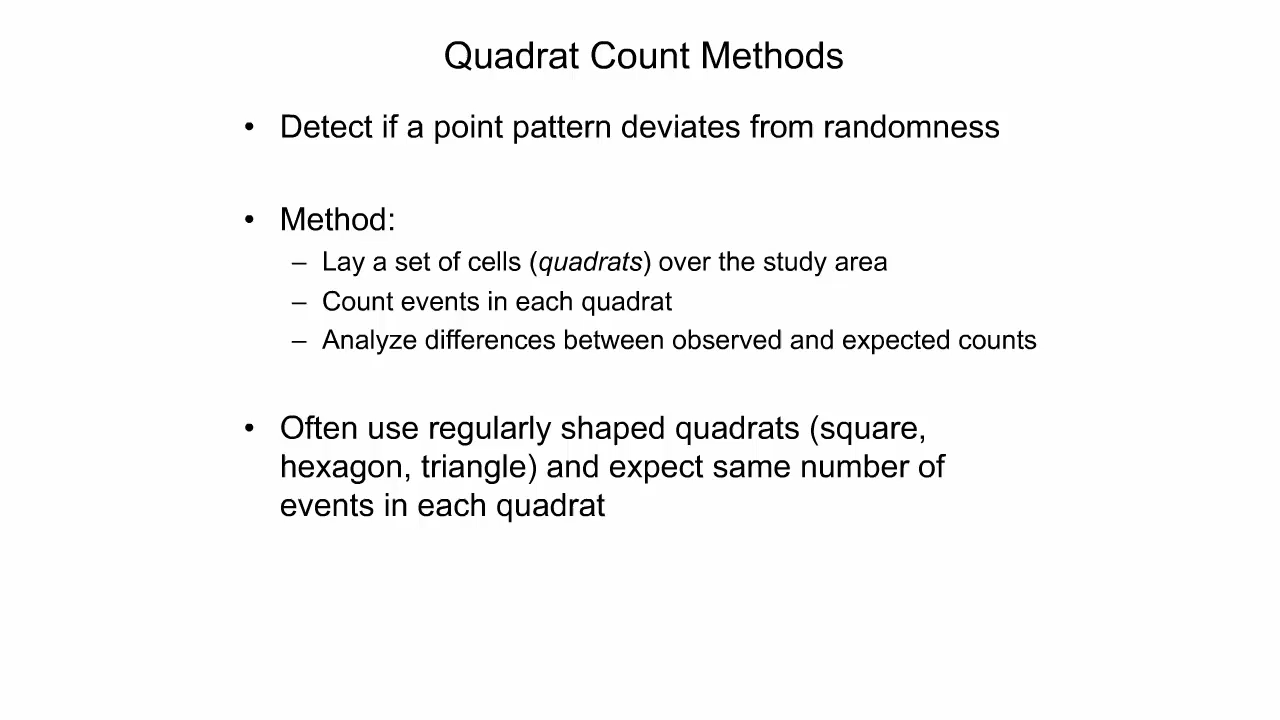 Quadrat Count Methods
• Detect if a point pattern deviates from randomness
• Method:
– Lay a set of cells (quadrats) over the study area
– Count events in each quadrat
– Analyze differences between observed and expected counts
• Often use regularly shaped quadrats (square,
hexagon, triangle) and expect same number of
events in each quadrat